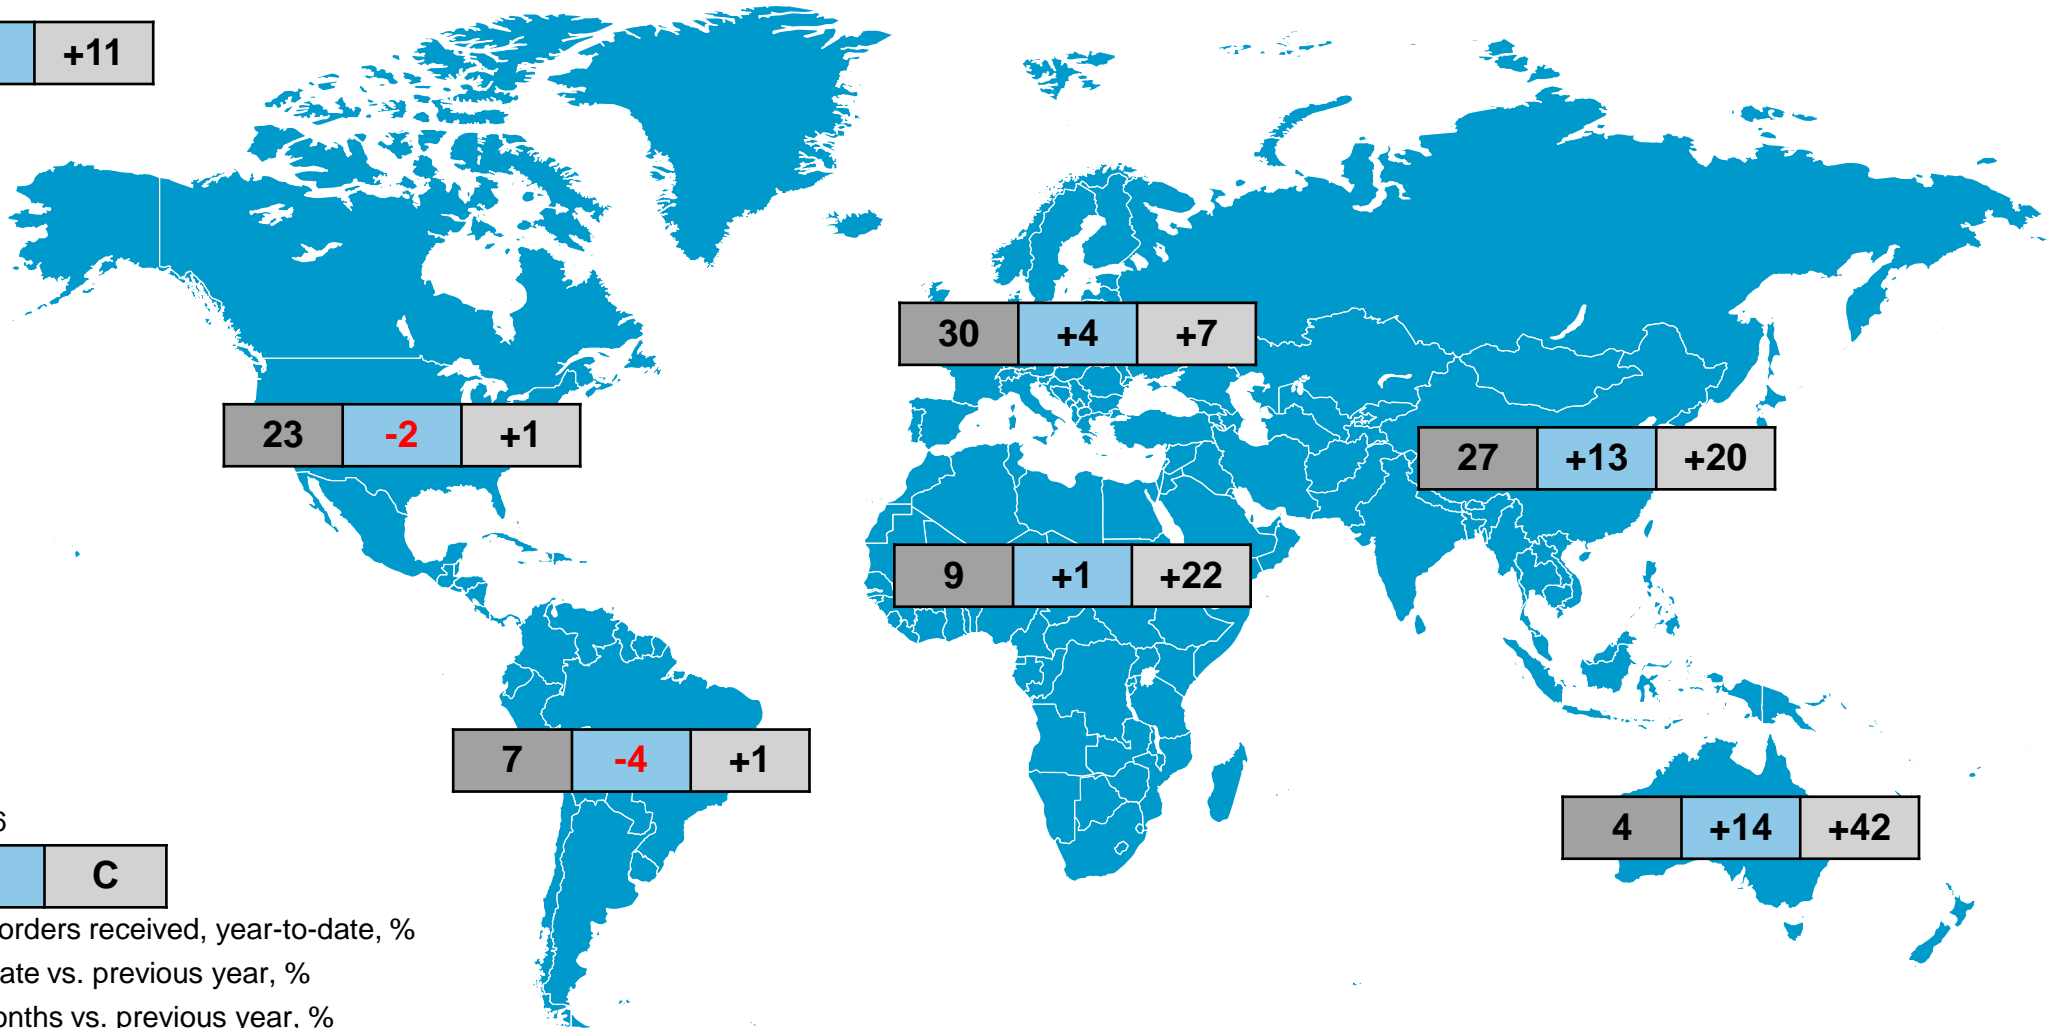 +11
30 +4 +7
23 -2 +1
27 +13 +20
9 +1 +22
7 -4 +1
4 +14 +42
6
C
orders received, year-to-date, %
ate vs. previous year, %
onths vs. previous year, %